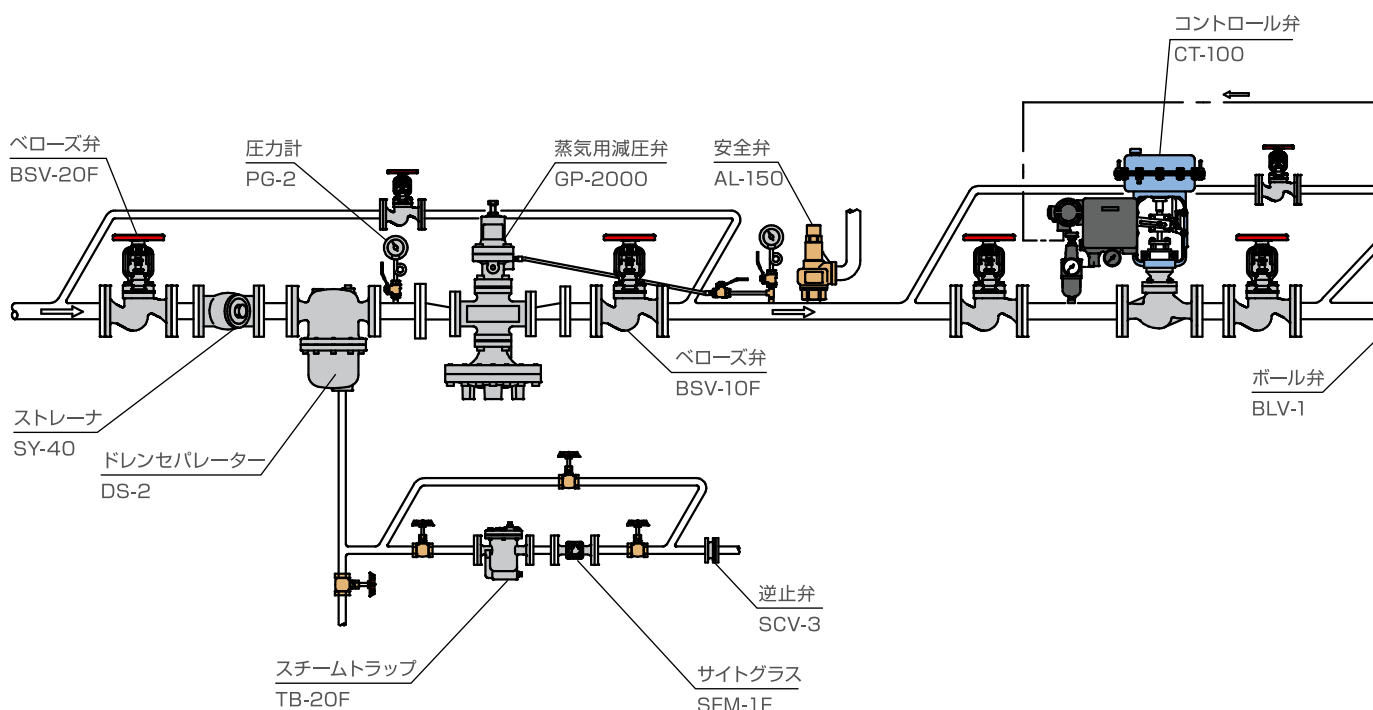 コントロール弁
CT-100
ベローズ弁
BSV-20F
圧力計
PG-2
蒸気用減圧弁
GP-2000
安全弁
AL-150
ベローズ弁
BSV-10F
ボール弁
BLV-1
ストレーナ
SY-40
ドレンセパレーター
DS-2
逆止弁
SCV-3
スチームトラップ
TB-20F
サイトグラス